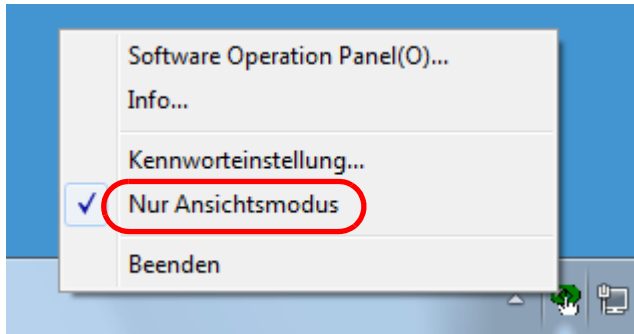 Software Operation Panel(O)...
Info...
Kennworteinstellung...
Nur Ansichtsmodus
Beenden